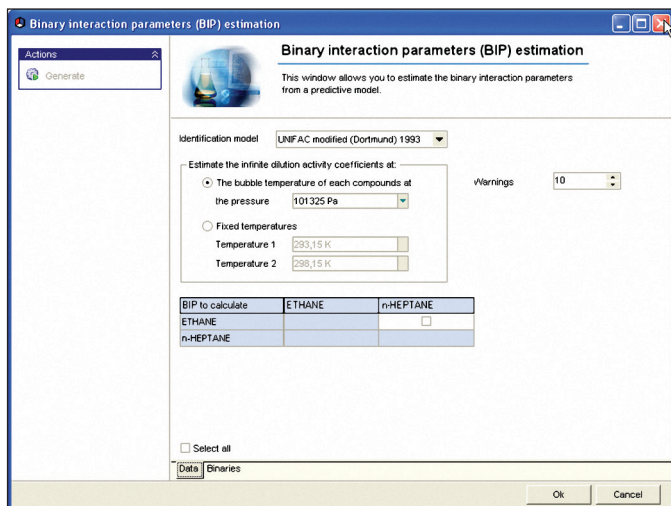 Binary interaction parameters (BIP) estimation
Actions
Generate
Binary interaction parameters (BIP) estimation
This window allows you to estimate the binary interaction parameters
from a predictive model.
Identification model UNIFAC modified (Dortmund) 1993
Estimate the infinite dilution activity coefficients at:
The bubble temperature of each compounds at
the pressure 101325 Pa
Warnings 10
Fixed temperatures
Temperature 1 293,15 K
Temperature 2 298,15 K
BIP to calculate ETHANE n-HEPTANE
ETHANE
n-HEPTANE
Select all
Data Binaries
Ok Cancel